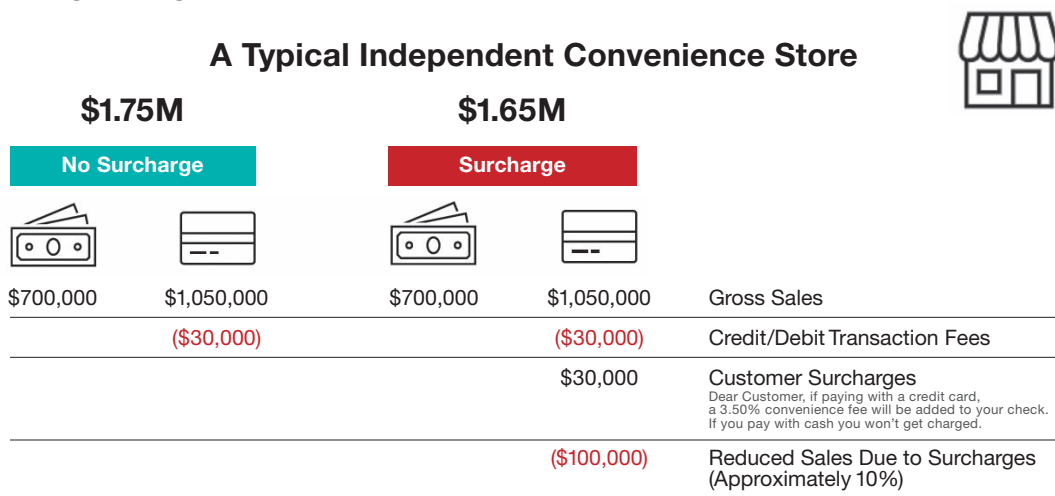 A Typical Independent Convenience Store
$1.75M $1.65M
No Surcharge Surcharge
$700,000 $1,050,000 $700,000 $1,050,000 Gross Sales
($30,000) ($30,000) Credit/Debit Transaction Fees
$30,000 Customer Surcharges
Dear Customer, if paying with a credit card,
a 3.50% convenience fee will be added to your check.
If you pay with cash you won't get charged.
($100,000) Reduced Sales Due to Surcharges
(Approximately 10%)